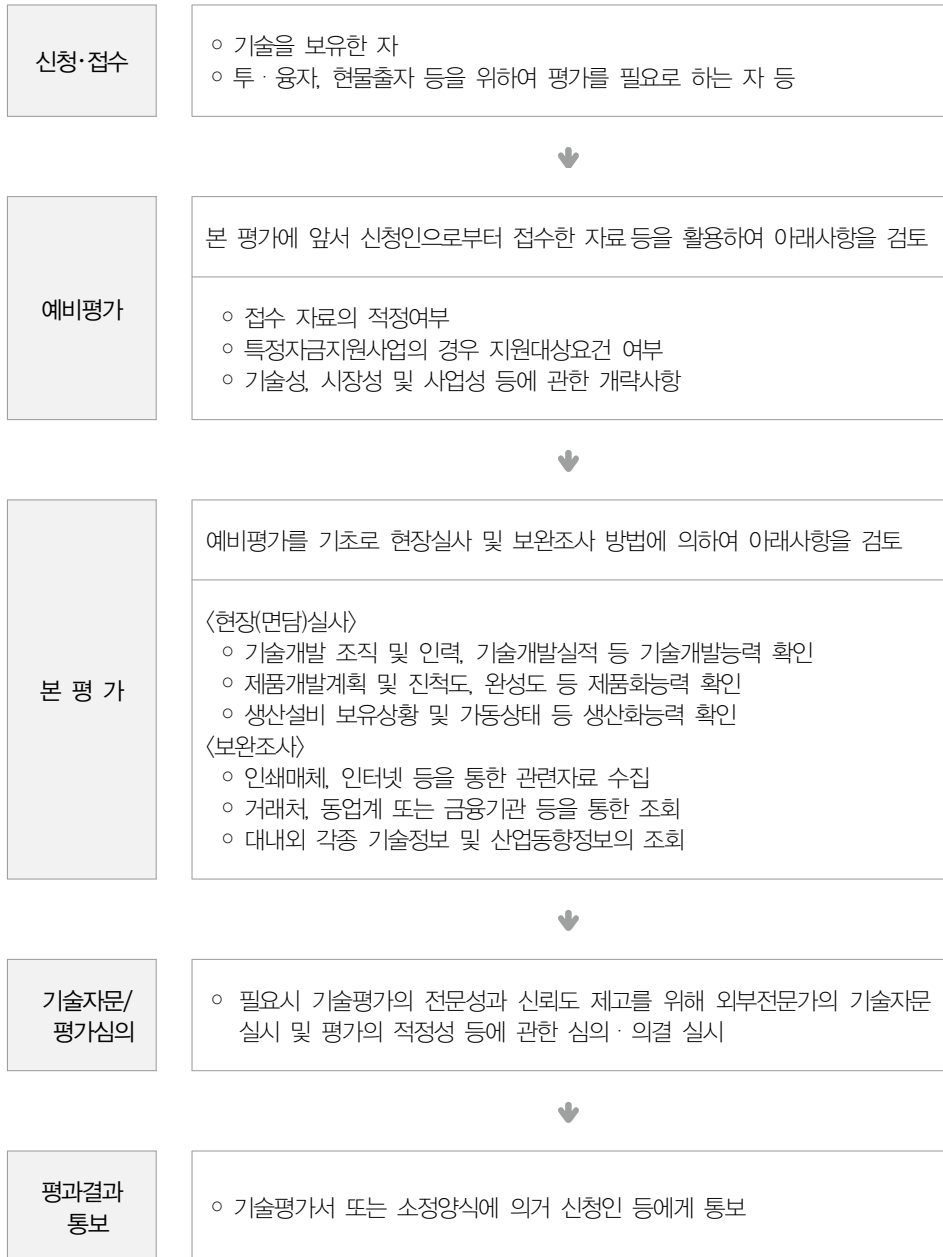 신청·접수
○ 기술을 보유한 자
○ 투·융자, 현물출자 등을 위하여 평가를 필요로 하는 자 등
예비평가
본 평가에 앞서 신청인으로부터 접수한 자료 등을 활용하여 아래사항을 검토
○ 접수 자료의 적정여부
○ 특정자금지원사업의 경우 지원대상요건 여부
○ 기술성, 시장성 및 사업성 등에 관한 개략사항
본 평 가
예비평가를 기초로 현장실사 및 보완조사 방법에 의하여 아래사항을 검토
〈현장(면담)실사〉
○ 기술개발 조직 및 인력, 기술개발실적 등 기술개발능력 확인
○ 제품개발계획 및 진척도, 완성도 등 제품화능력 확인
○ 생산설비 보유상황 및 가동상태 등 생산화능력 확인
〈보완조사〉
○ 인쇄매체, 인터넷 등을 통한 관련자료 수집
○ 거래처, 동업계 또는 금융기관 등을 통한 조회
○ 대내외 각종 기술정보 및 산업동향정보의 조회
기술자문/
평가심의
○ 필요시 기술평가의 전문성과 신뢰도 제고를 위해 외부전문가의 기술자문
실시 및 평가의 적정성 등에 관한 심의·의결 실시
평과결과
통보
○ 기술평가서 또는 소정양식에 의거 신청인 등에게 통보